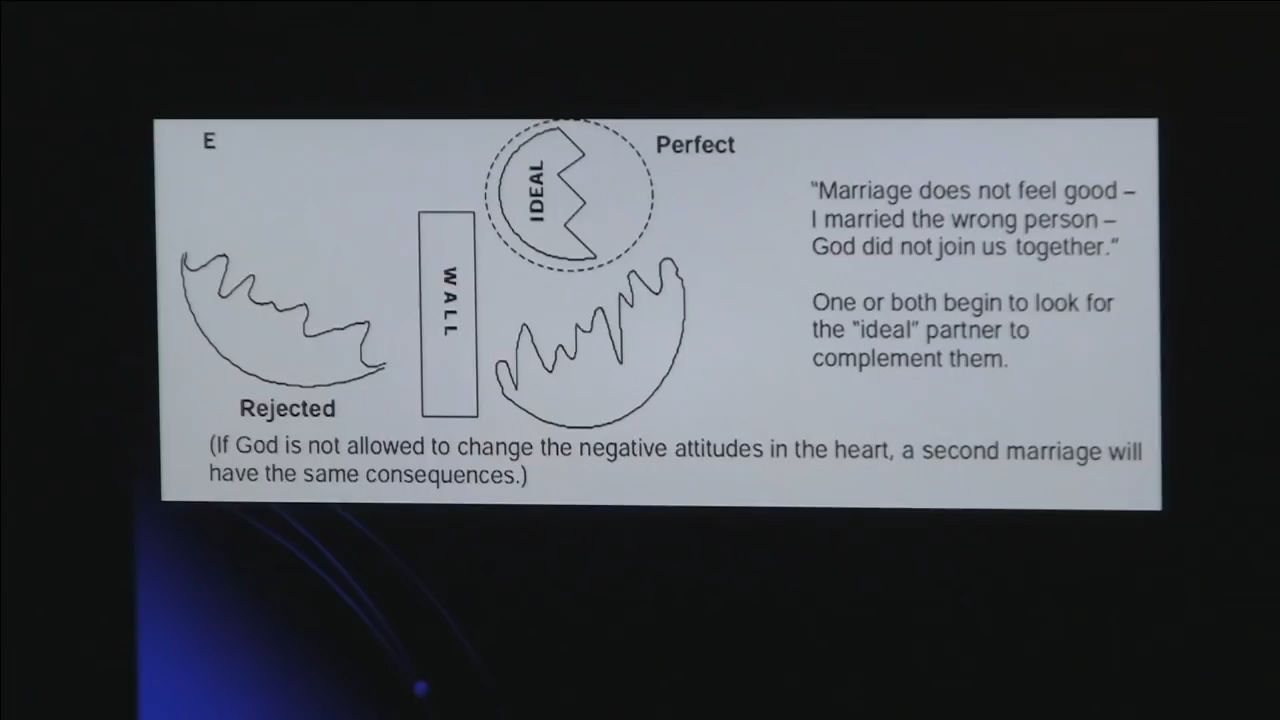 E
Perfect
IDEAL
WALL
Rejected
"Marriage does not feel good –
I married the wrong person –
God did not join us together."
One or both begin to look for
the "ideal" partner to
complement them.
(If God is not allowed to change the negative attitudes in the heart, a second marriage will
have the same consequences.)